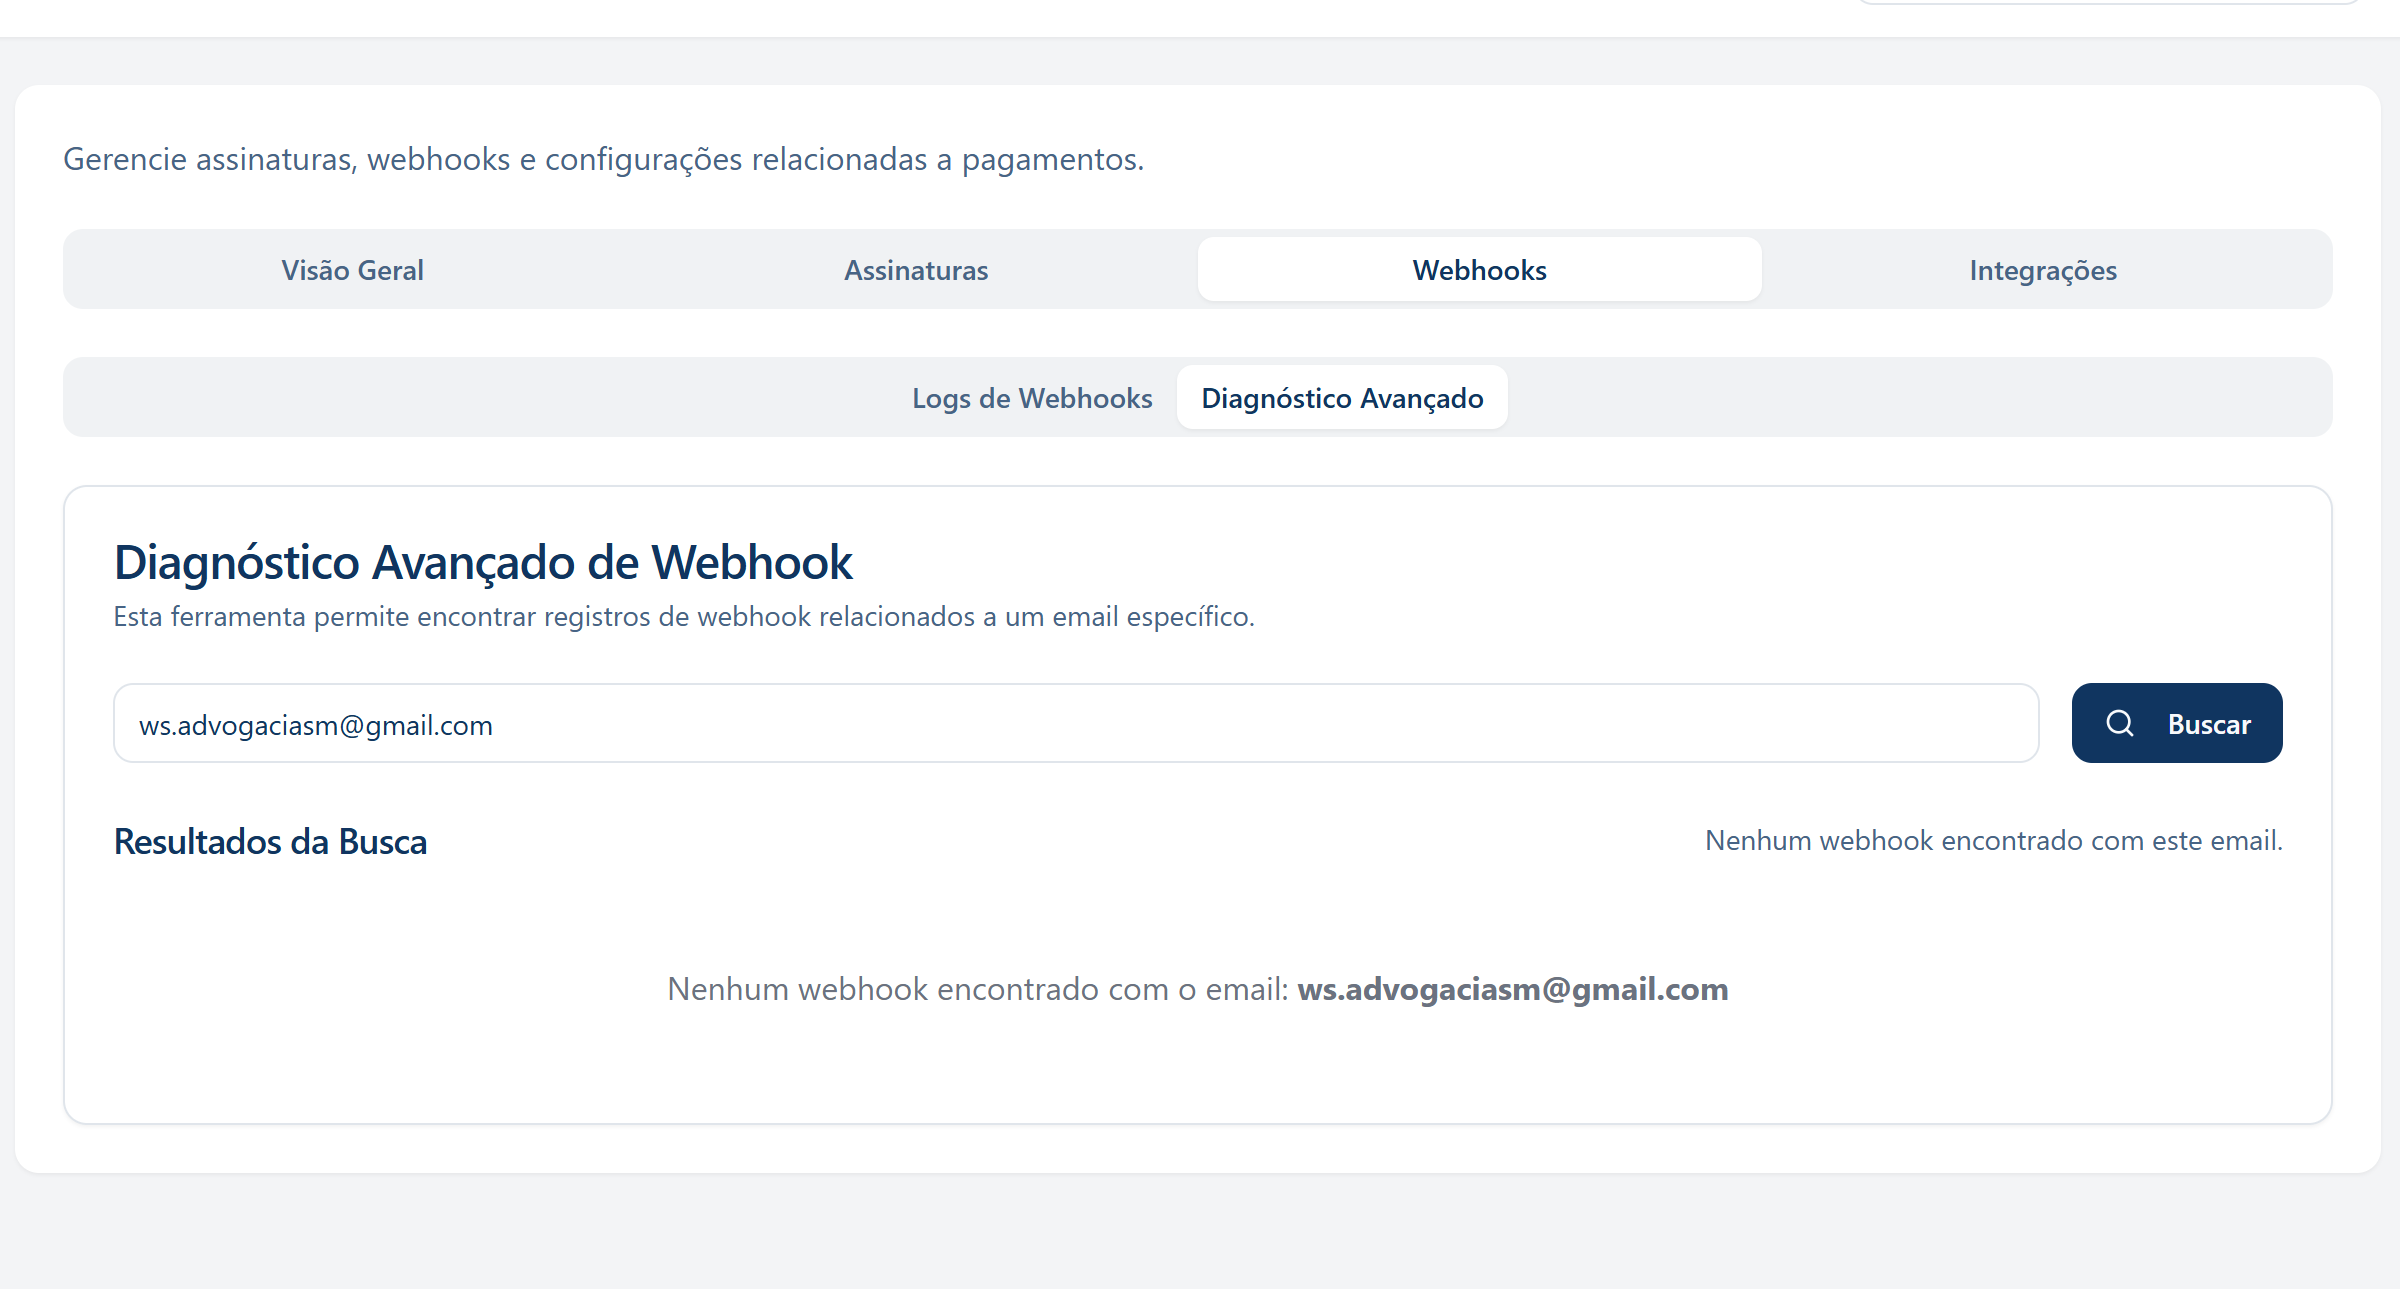 Gerencie assinaturas, webhooks e configurações relacionadas a pagamentos.
Visão Geral
Assinaturas
Webhooks
Integrações
Logs de Webhooks
Diagnóstico Avançado
Diagnóstico Avançado de Webhook
Esta ferramenta permite encontrar registros de webhook relacionados a um email específico.
ws.advogaciasm@gmail.com
Buscar
Resultados da Busca
Nenhum webhook encontrado com este email.
Nenhum webhook encontrado com o email: ws.advogaciasm@gmail.com